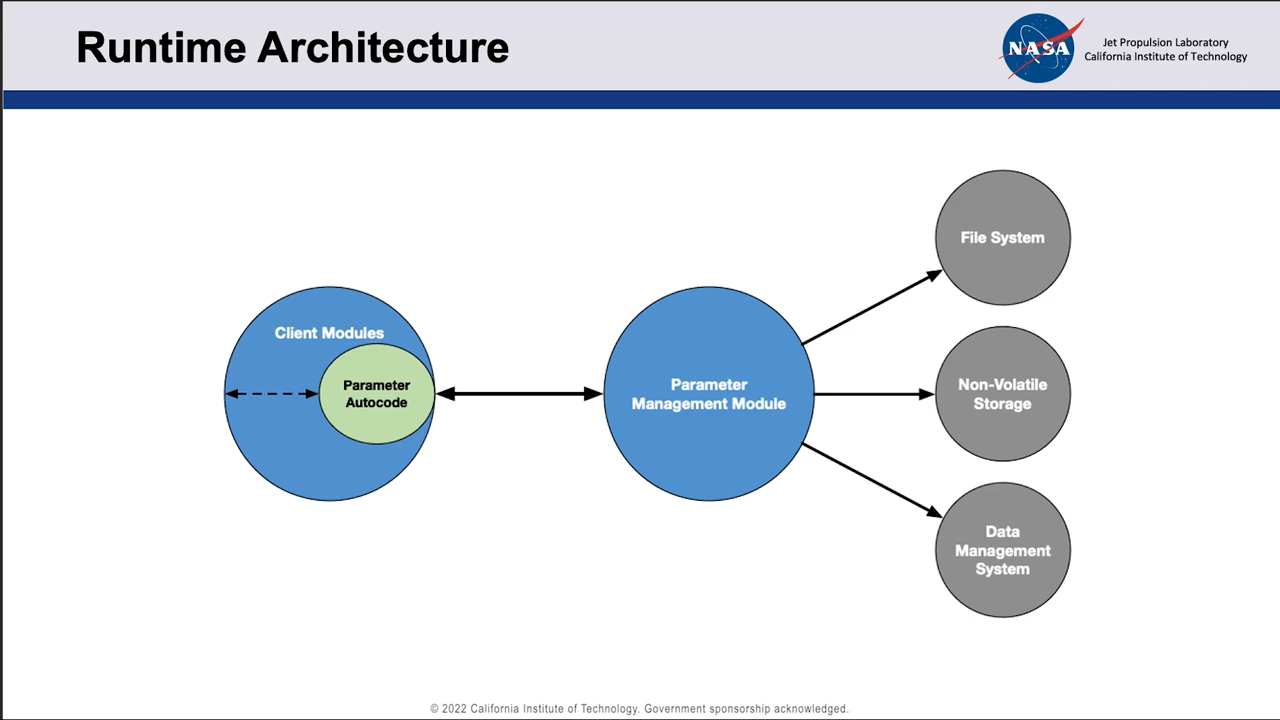 Runtime Architecture
NASA
Jet Propulsion Laboratory
California Institute of Technology
File System
Client Modules
Parameter
Autocode
Parameter
Management Module
Non-Volatile
Storage
Data
Management
System
© 2022 California Institute of Technology. Government sponsorship acknowledged.